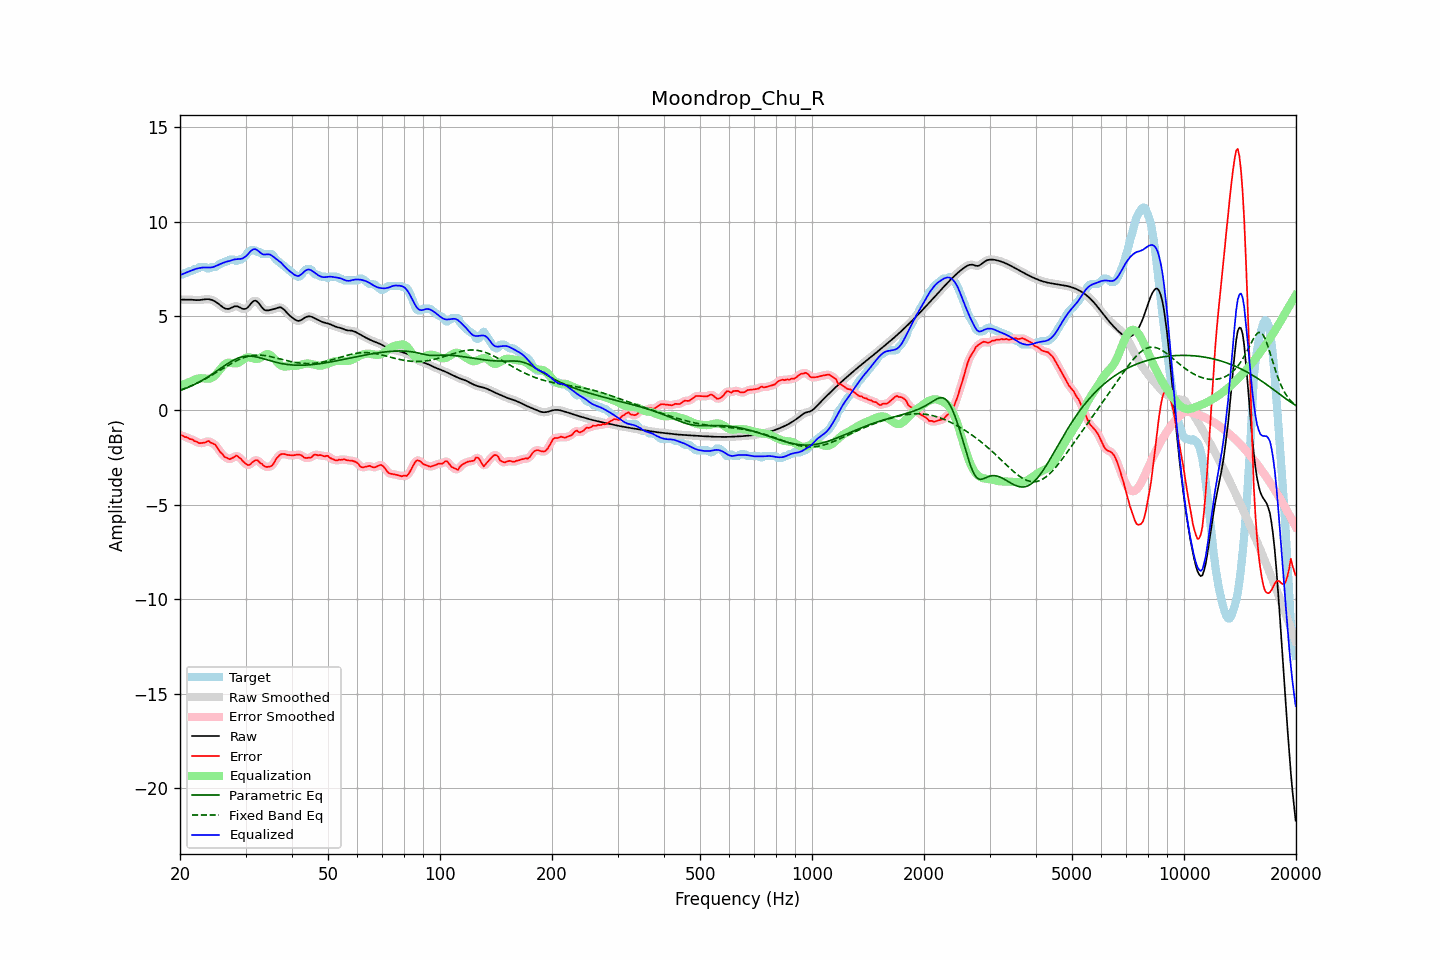 Moondrop_Chu_R
15
10
5
0
−5
−10
−15
−20
Amplitude (dBr)
Target
Raw Smoothed
Error Smoothed
Raw
Error
Equalization
Parametric Eq
Fixed Band Eq
Equalized
20 50 100 200 500 1000 2000 5000 10000 20000
Frequency (Hz)